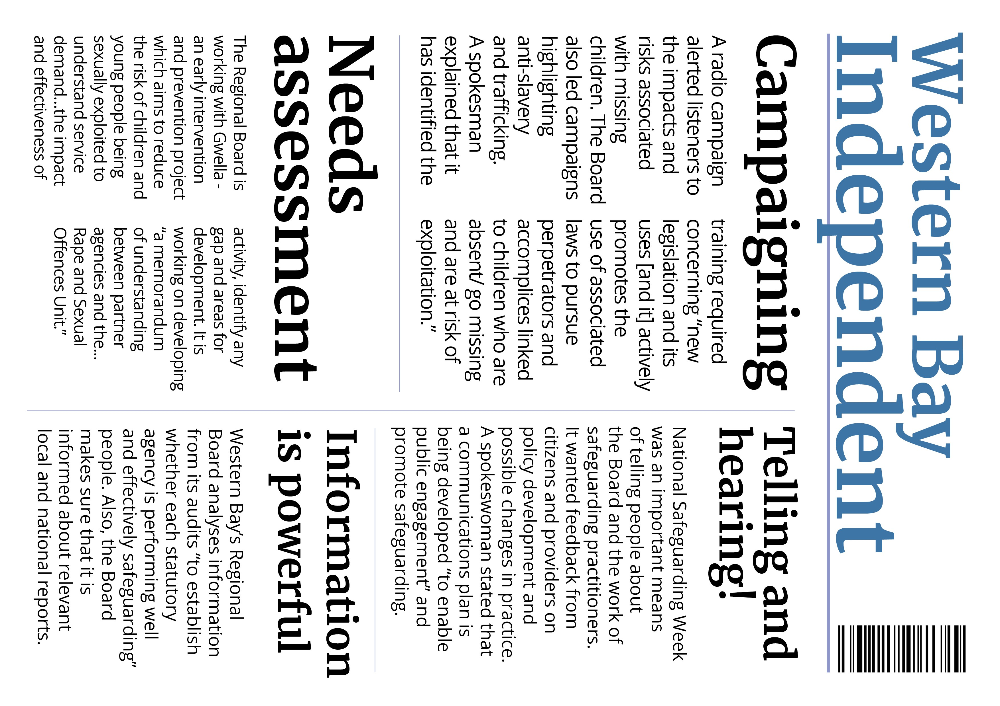 Western Bay
Independent
Campaigning
A radio campaign
alerted listeners to
the impacts and
risks associated
with missing
children. The Board
also led campaigns
highlighting
anti-slavery
and trafficking.
A spokesman
explained that it
has identified the
training required
concerning “new
legislation and its
uses [and it] actively
promotes the
use of associated
laws to pursue
perpetrators and
accomplices linked
to children who are
absent/ go missing
and are at risk of
exploitation.”
Needs
assessment
The Regional Board is
working with Gwella -
an early intervention
and prevention project
which aims to reduce
the risk of children and
young people being
sexually exploited to
understand service
demand...the impact
and effectiveness of
activity, identify any
gap and areas for
development. It is
working on developing
“a memorandum
of understanding
between partner
agencies and the...
Rape and Sexual
Offences Unit.”
Telling and
hearing!
National Safeguarding Week
was an important means
of telling people about
the Board and the work of
safeguarding practitioners.
It wanted feedback from
citizens and providers on
policy development and
possible changes in practice.
A spokeswoman stated that
a communications plan is
being developed “to enable
public engagement” and
promote safeguarding.
Information
is powerful
Western Bay’s Regional
Board analyses information
from its audits “to establish
whether each statutory
agency is performing well
and effectively safeguarding”
people. Also, the Board
makes sure that it is
informed about relevant
local and national reports.